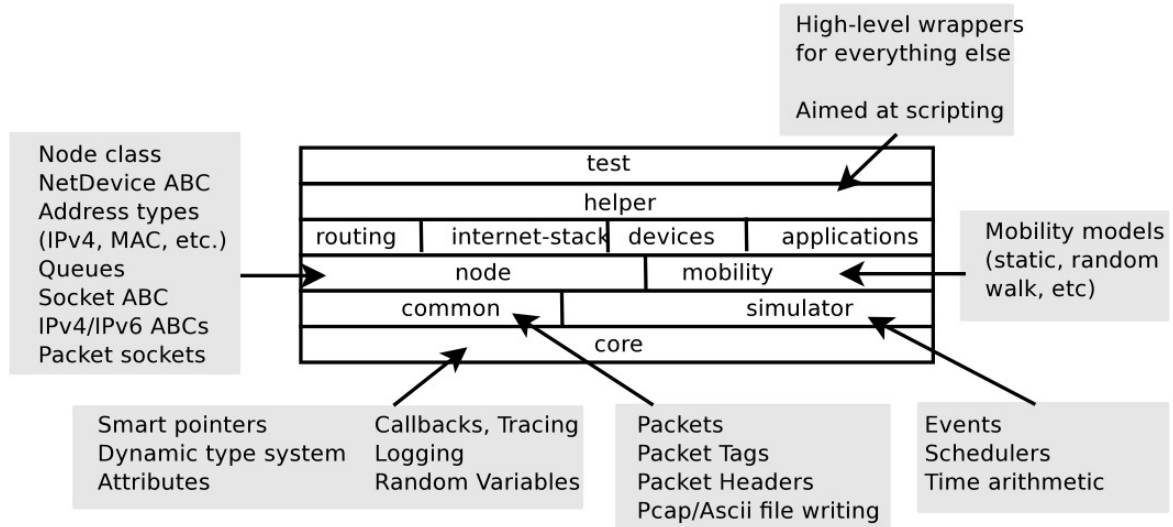 High-level wrappers
for everything else
Aimed at scripting
Node class
NetDevice ABC
Address types
(IPv4, MAC, etc.)
Queues
Socket ABC
IPv4/IPv6 ABCs
Packet sockets
test
helper
routing internet-stack devices applications
node mobility
common simulator
core
Mobility models
(static, random
walk, etc)
Smart pointers
Dynamic type system
Attributes
Callbacks, Tracing
Logging
Random Variables
Packets
Packet Tags
Packet Headers
Pcap/Ascii file writing
Events
Schedulers
Time arithmetic